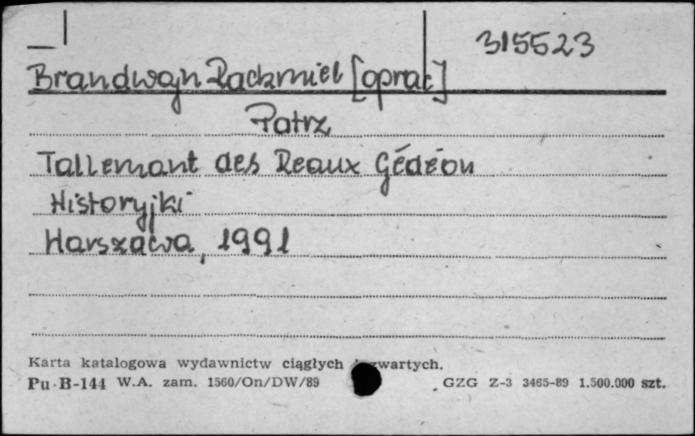 315523
Brandwajn Rachmiel [oprac]
Patrz
Tallemant des Reaux Gédéon
Historyjki
Warszawa, 1991
Karta katalogowa wydawnictw ciągłych zwartych.
Pu-B-144 W.A. zam. 1560/On/DW/89 GZG Z-3 3465-89 1.500.000 szt.